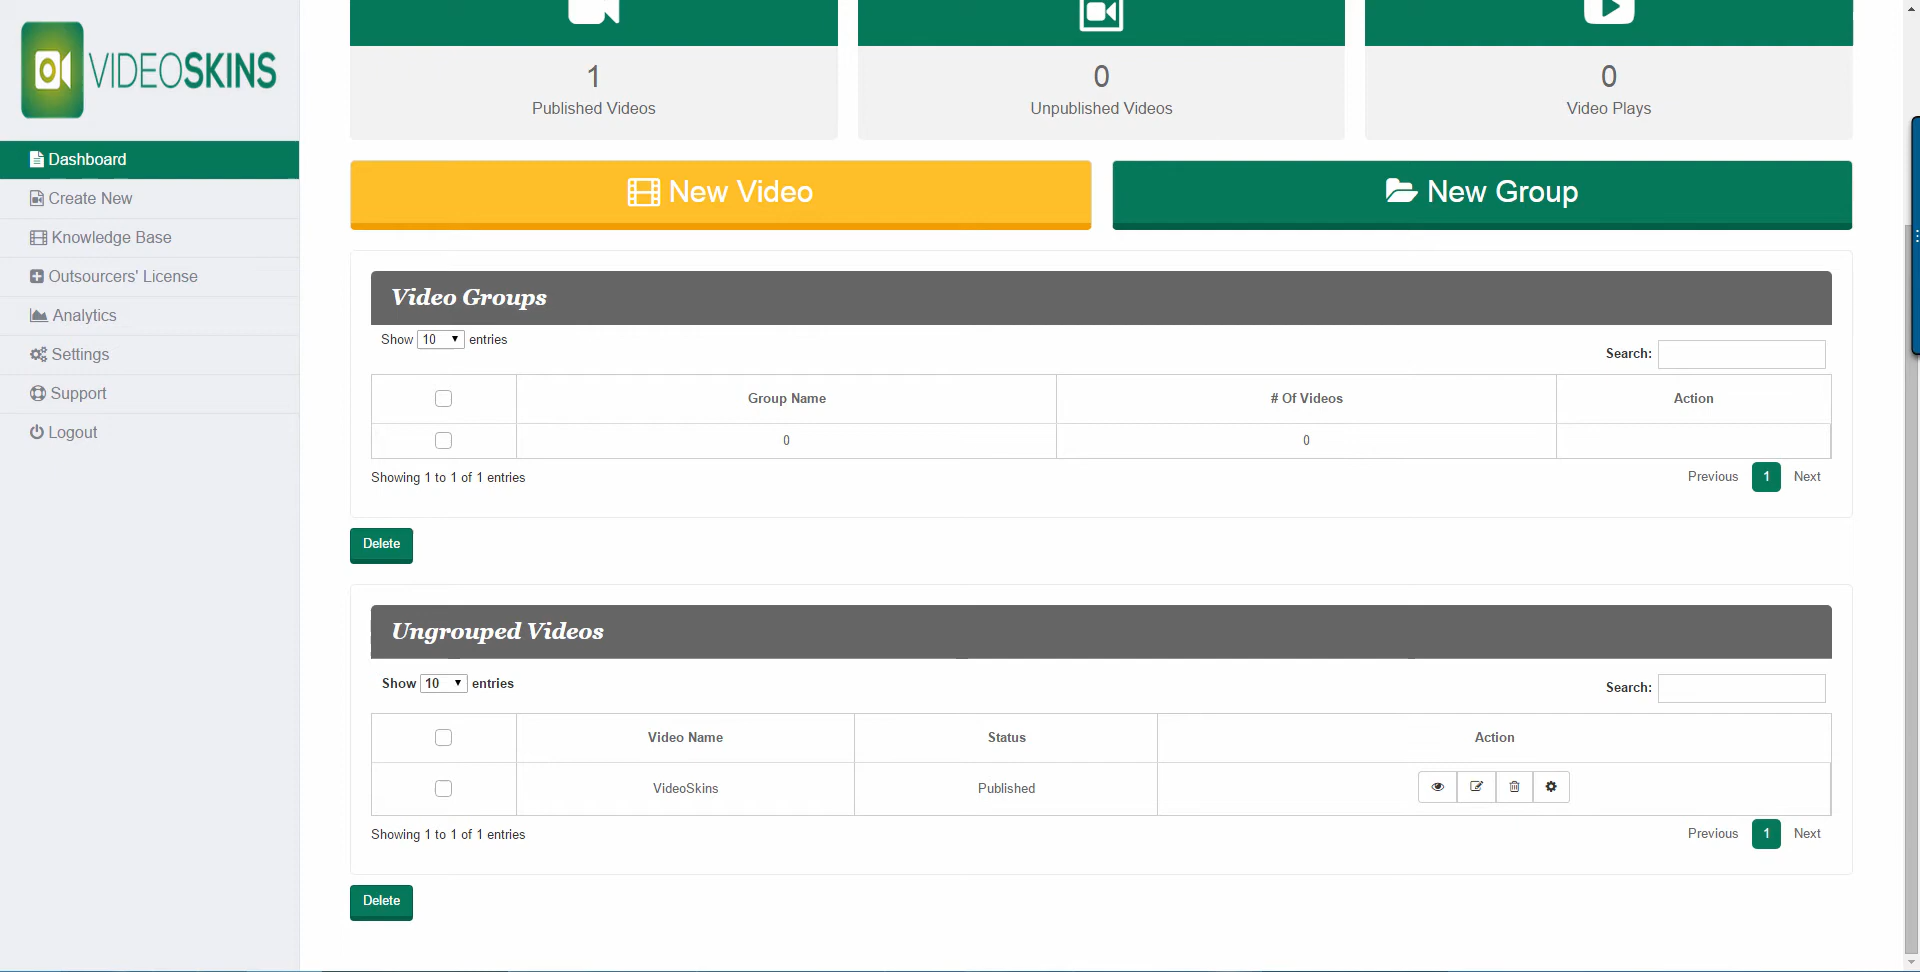 VIDEOSKINS
Dashboard
Create New
Knowledge Base
Outsourcers' License
Analytics
Settings
Support
Logout
1
Published Videos
0
Unpublished Videos
0
Video Plays
New Video
New Group
Video Groups
Show 10 entries
Search:
Group Name # Of Videos Action
0 0
Showing 1 to 1 of 1 entries
Previous 1 Next
Delete
Ungrouped Videos
Show 10 entries
Search:
Video Name Status Action
VideoSkins Published
Showing 1 to 1 of 1 entries
Previous 1 Next
Delete